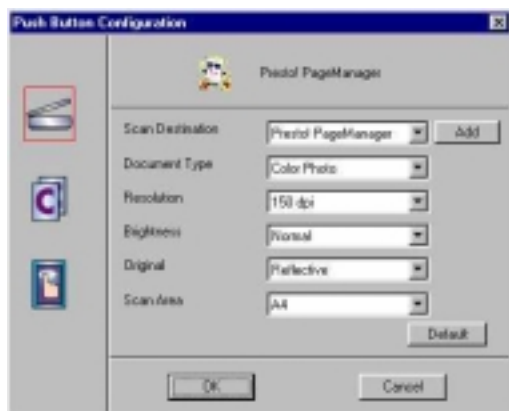 Push Button Configuration
Presto! PageManager
Scan Destination Presto! PageManager Add
Document Type Color Photo
Resolution 150 dpi
Brightness Normal
Original Reflective
Scan Area A4
Default
C
OK Cancel